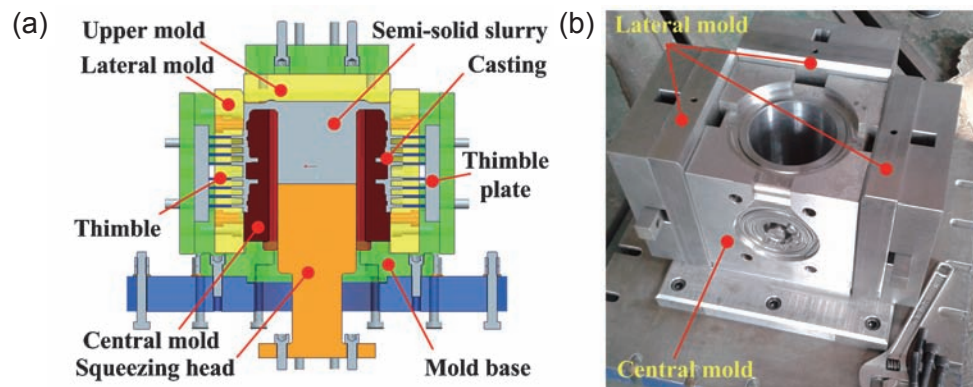 (a)
Upper mold
Semi-solid slurry
Lateral mold
Casting
Thimble
plate
Thimble
Central mold
Squeezing head
Mold base
(b)
Lateral mold
Central mold